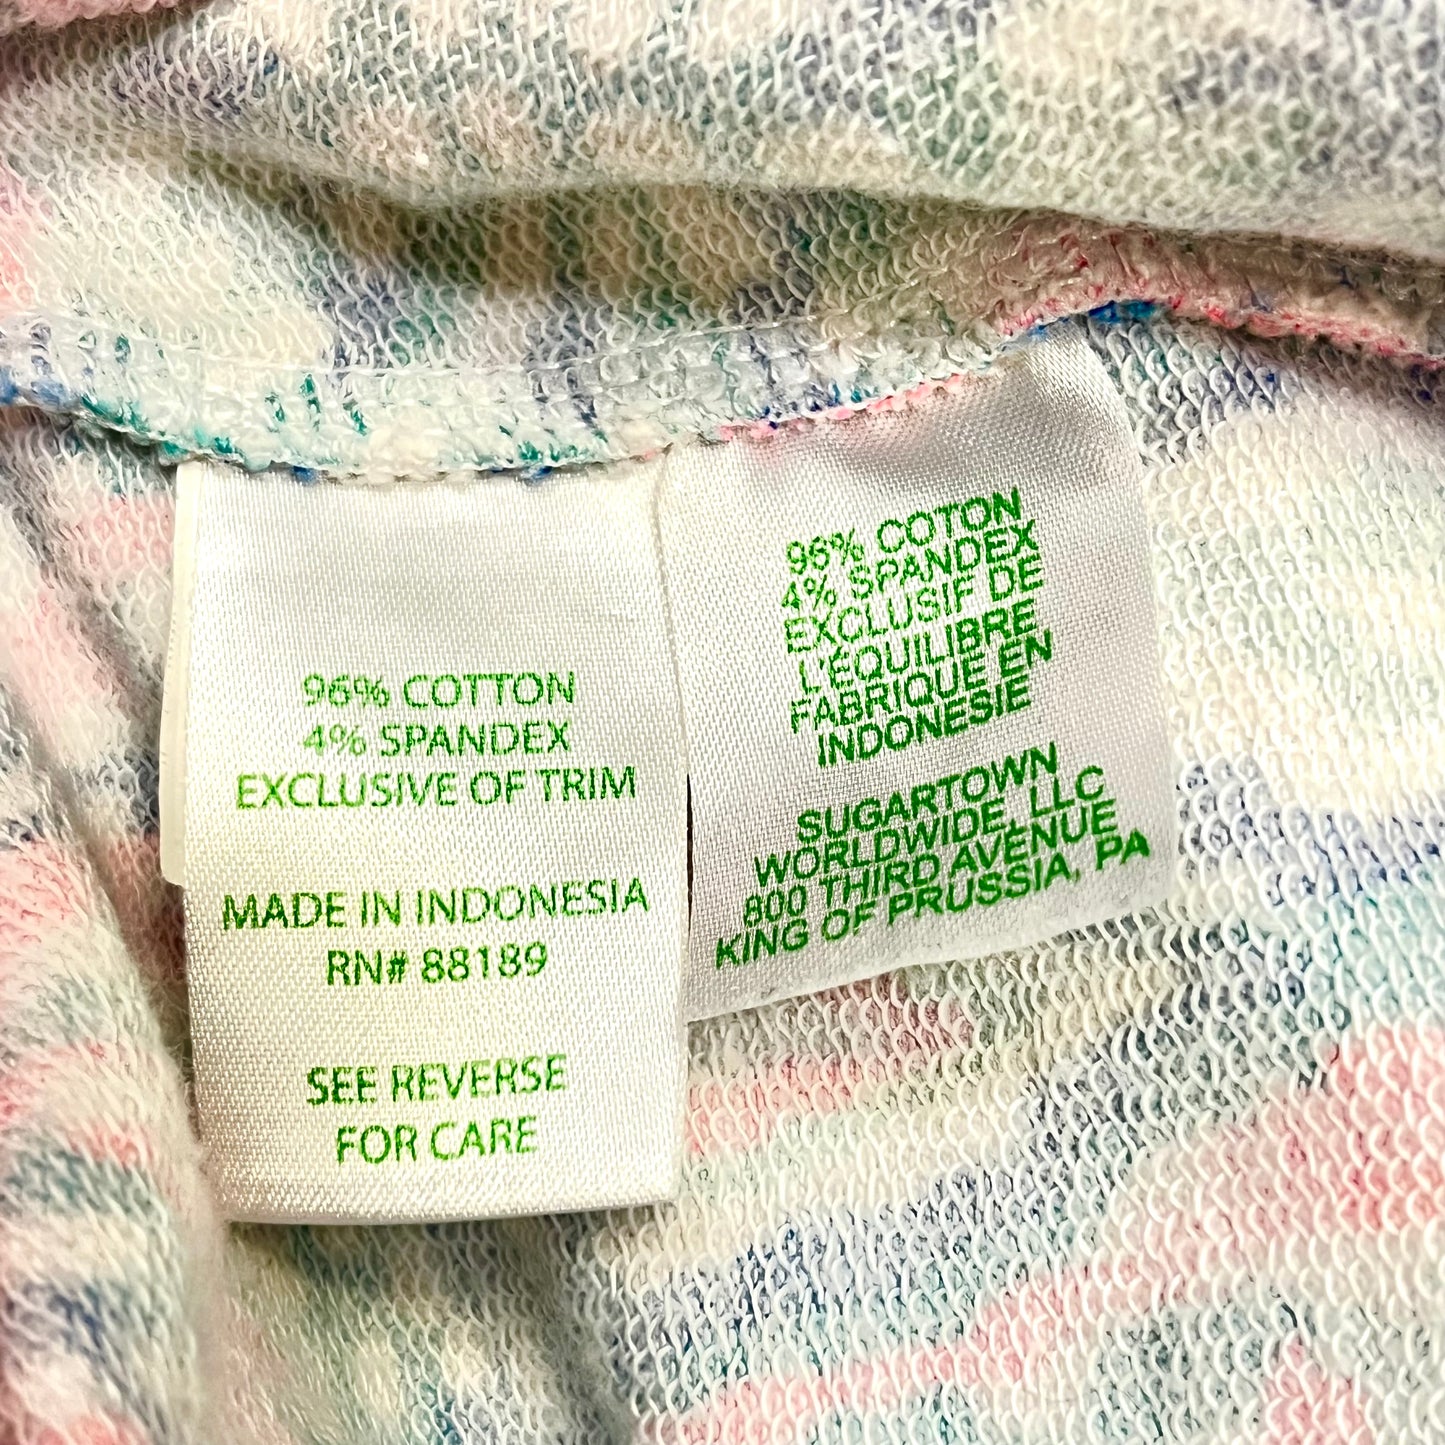 96% COTTON
4% SPANDEX
EXCLUSIVE OF TRIM
MADE IN INDONESIA
RN# 88189
SEE REVERSE
FOR CARE
96% COTON
4% SPANDEX
EXCLUSIF DE
L'ÉQUILIBRE
FABRIQUE EN
INDONESIE
SUGARTOWN
WORLDWIDE, LLC
800 THIRD AVENUE
KING OF PRUSSIA, PA